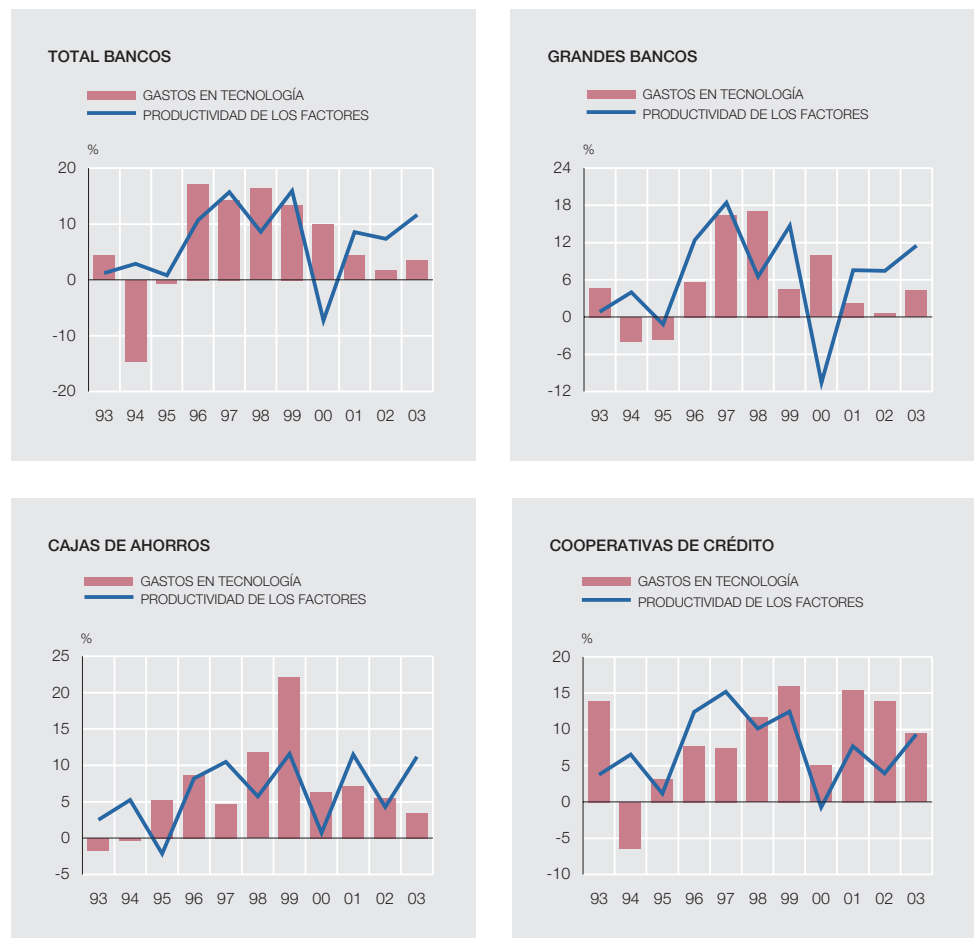 TOTAL BANCOS
GASTOS EN TECNOLOGÍA
PRODUCTIVIDAD DE LOS FACTORES
%
20
10
0
-10
-20
93 94 95 96 97 98 99 00 01 02 03
GRANDES BANCOS
GASTOS EN TECNOLOGÍA
PRODUCTIVIDAD DE LOS FACTORES
%
24
18
12
6
0
-6
-12
93 94 95 96 97 98 99 00 01 02 03
CAJAS DE AHORROS
GASTOS EN TECNOLOGÍA
PRODUCTIVIDAD DE LOS FACTORES
%
25
20
15
10
5
0
-5
93 94 95 96 97 98 99 00 01 02 03
COOPERATIVAS DE CRÉDITO
GASTOS EN TECNOLOGÍA
PRODUCTIVIDAD DE LOS FACTORES
%
20
15
10
5
0
-5
-10
93 94 95 96 97 98 99 00 01 02 03